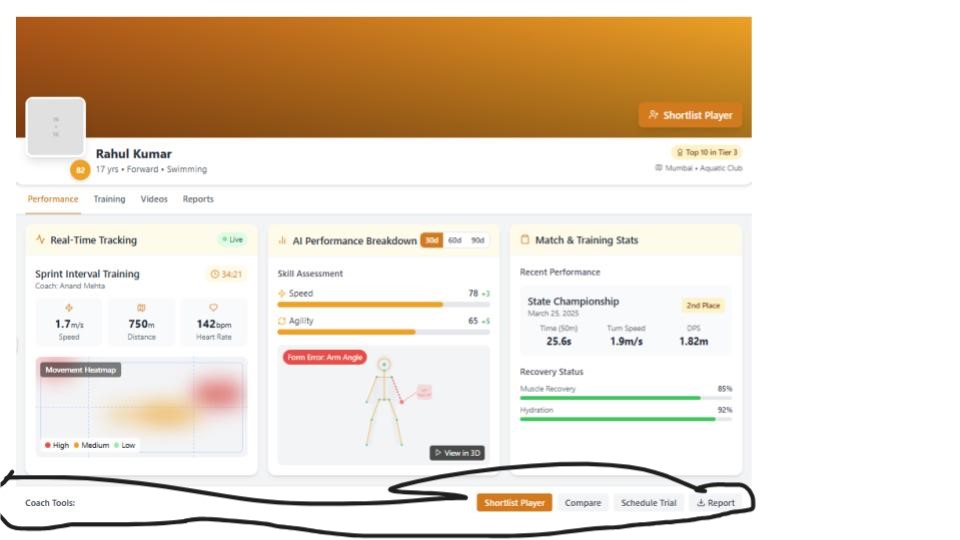 Shortlist Player
Rahul Kumar
82
17 yrs • Forward • Swimming
Top 10 in Tier 3
Mumbai • Aquatic Club
Performance Training Videos Reports
Real-Time Tracking
Live
Sprint Interval Training
34:21
Coach: Anand Mehta
1.7m/s
Speed
750m
Distance
142bpm
Heart Rate
Movement Heatmap
High Medium Low
AI Performance Breakdown
30d 60d 90d
Skill Assessment
Speed 78 +3
Agility 65 +5
Form Error: Arm Angle
View in 3D
Match & Training Stats
Recent Performance
State Championship
March 25, 2025
2nd Place
Time (50m) Turn Speed DPS
25.6s 1.9m/s 1.82m
Recovery Status
Muscle Recovery 85%
Hydration 92%
Coach Tools: Shortlist Player Compare Schedule Trial Report